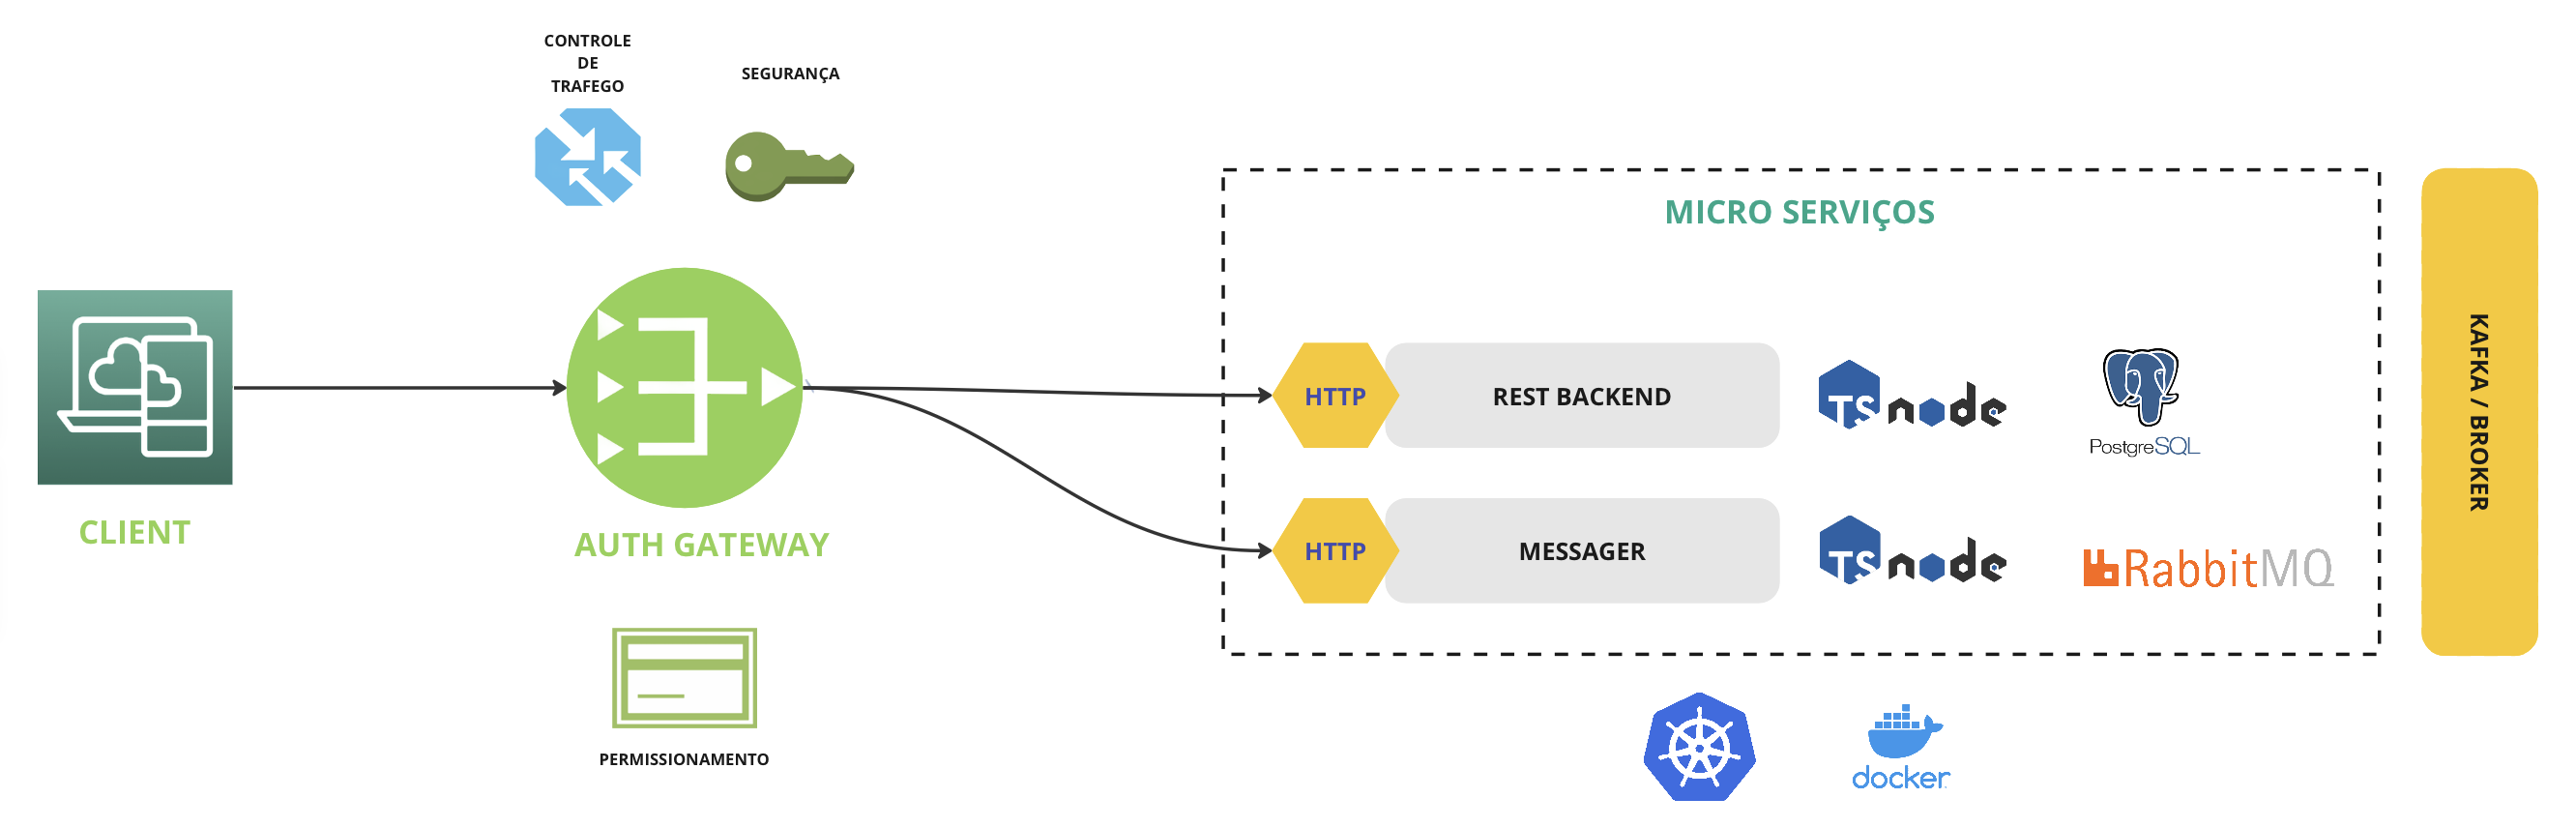 CONTROLE
DE
TRAFEGO
SEGURANÇA
CLIENT
AUTH GATEWAY
PERMISSIONAMENTO
MICRO SERVIÇOS
HTTP
REST BACKEND
TS node
PostgreSQL
HTTP
MESSAGER
TS node
RabbitMQ
KAFKA / BROKER
docker